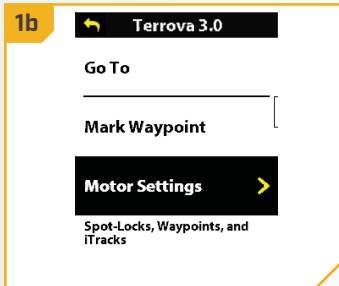 1b
Terrova 3.0
Go To
Mark Waypoint
Motor Settings
Spot-Locks, Waypoints, and
iTracks